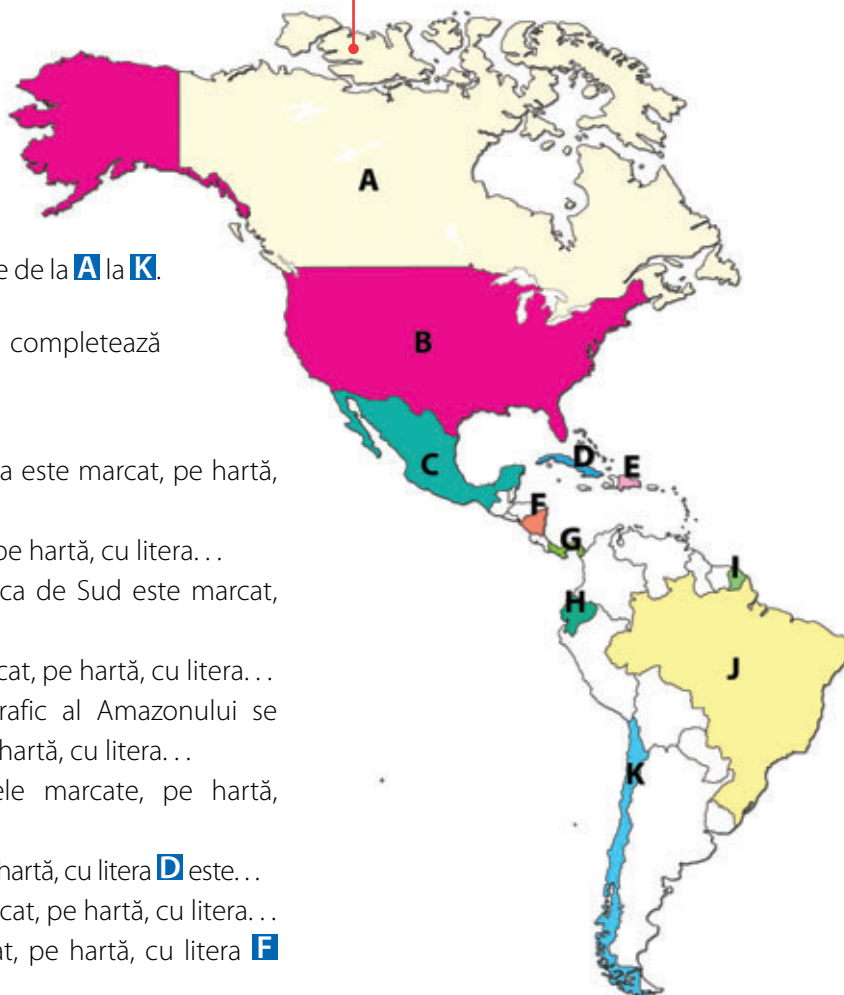 A
e de la A la K.
completează
B
a este marcat, pe hartă,
C
D
E
F
pe hartă, cu litera...
G
ca de Sud este marcat,
I
H
cat, pe hartă, cu litera...
J
rafic al Amazonului se
hartă, cu litera...
K
ele marcate, pe hartă,
hartă, cu litera D este...
cat, pe hartă, cu litera...
at, pe hartă, cu litera F